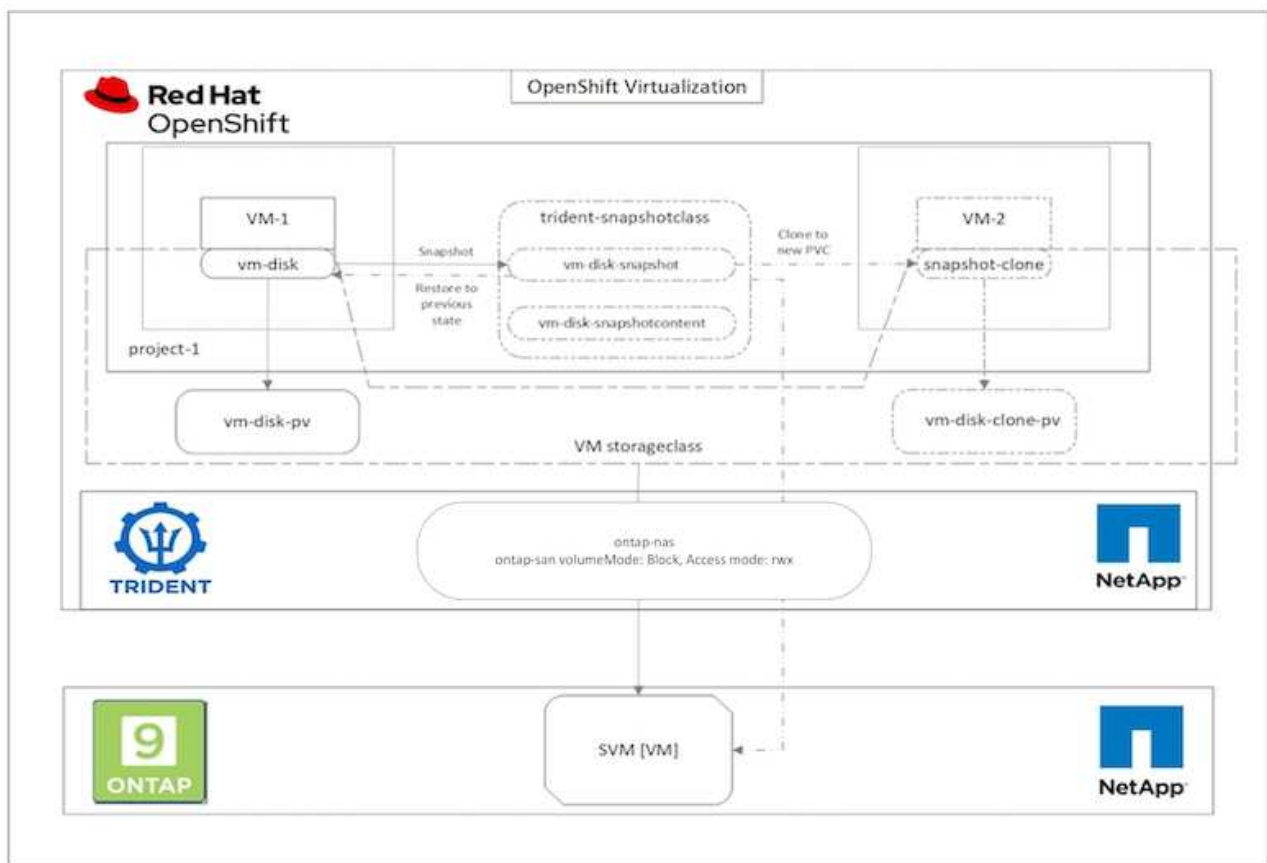 OpenShift Virtualization
Red Hat
OpenShift
VM-1
vm-disk
Snapshot
Restore to
previous
state
trident-snapshotclass
vm-disk-snapshot
vm-disk-snapshotcontent
Clone to
new PVC
VM-2
snapshot-clone
project-1
vm-disk-pv
vm-disk-clone-pv
VM storageclass
TRIDENT
ontap-nas
ontap-san volumeMode: Block, Access mode: rwx
NetApp
9
ONTAP
SVM [VM]
NetApp